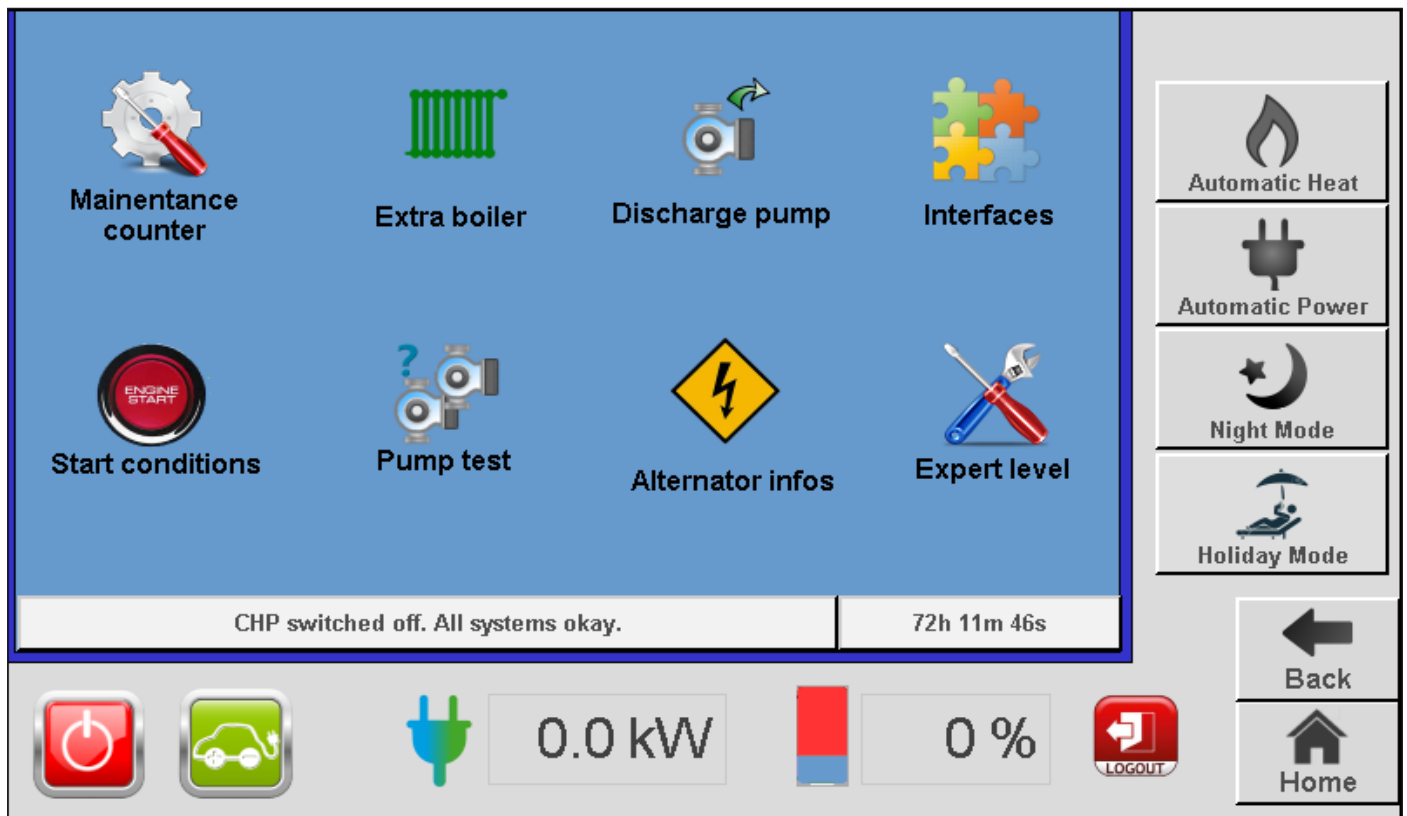 Mainentance
counter
Extra boiler
Discharge pump
Interfaces
ENGINE
START
Start conditions
?
Pump test
Alternator infos
Expert level
CHP switched off. All systems okay.
72h 11m 46s
Automatic Heat
Automatic Power
Night Mode
Holiday Mode
Back
0.0 kW
0 %
LOGOUT
Home